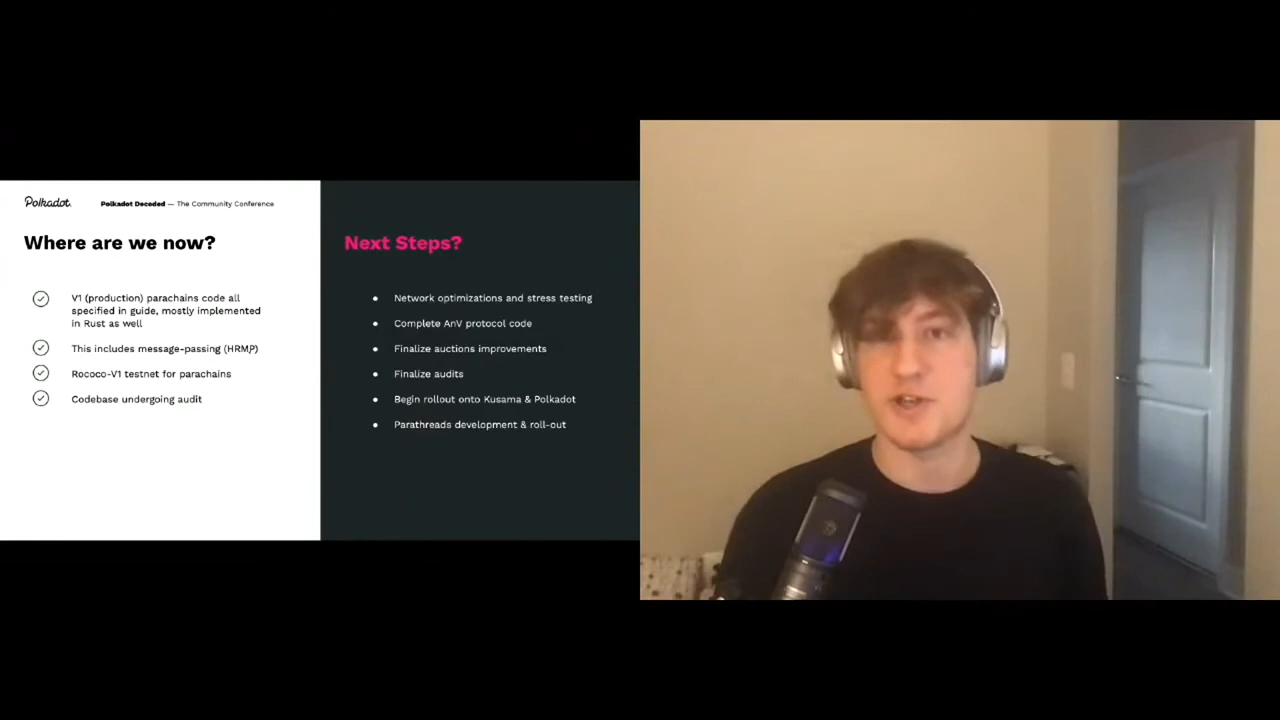 Polkadot.
Polkadot Decoded — The Community Conference
Where are we now?
V1 (production) parachains code all
specified in guide, mostly implemented
in Rust as well
This includes message-passing (HRMP)
Rococo-V1 testnet for parachains
Codebase undergoing audit
Next Steps?
Network optimizations and stress testing
Complete AnV protocol code
Finalize auctions improvements
Finalize audits
Begin rollout onto Kusama & Polkadot
Parathreads development & roll-out